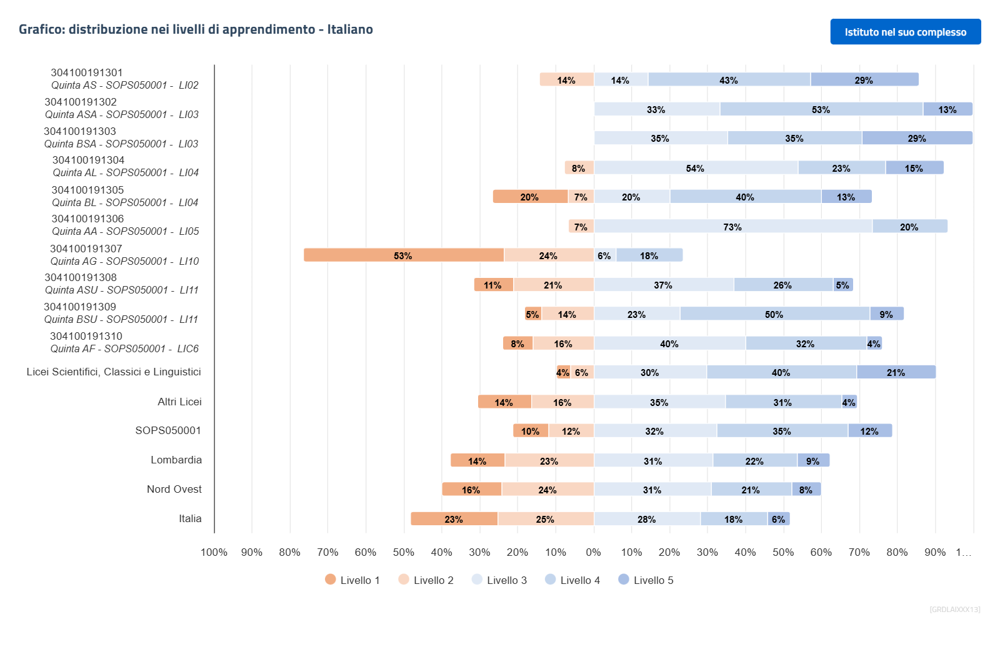 Grafico: distribuzione nei livelli di apprendimento - Italiano
Istituto nel suo complesso
304100191301
Quinta AS - SOPS050001 - LI02
14% 14% 43% 29%
304100191302
Quinta ASA - SOPS050001 - LI03
33% 53% 13%
304100191303
Quinta BSA - SOPS050001 - LI03
35% 35% 29%
304100191304
Quinta AL - SOPS050001 - LI04
8% 54% 23% 15%
304100191305
Quinta BL - SOPS050001 - LI04
20% 7% 20% 40% 13%
304100191306
Quinta AA - SOPS050001 - LI05
7% 73% 20%
304100191307
Quinta AG - SOPS050001 - LI10
53% 24% 6% 18%
304100191308
Quinta ASU - SOPS050001 - LI11
11% 21% 37% 26% 5%
304100191309
Quinta BSU - SOPS050001 - LI11
5% 14% 23% 50% 9%
304100191310
Quinta AF - SOPS050001 - LIC6
8% 16% 40% 32% 4%
Licei Scientifici, Classici e Linguistici 4% 6% 30% 40% 21%
Altri Licei 14% 16% 35% 31% 4%
SOPS050001 10% 12% 32% 35% 12%
Lombardia 14% 23% 31% 22% 9%
Nord Ovest 16% 24% 31% 21% 8%
Italia 23% 25% 28% 18% 6%
100% 90% 80% 70% 60% 50% 40% 30% 20% 10% 0% 10% 20% 30% 40% 50% 60% 70% 80% 90% 1…
Livello 1 Livello 2 Livello 3 Livello 4 Livello 5
[GRDLAIXXX13]